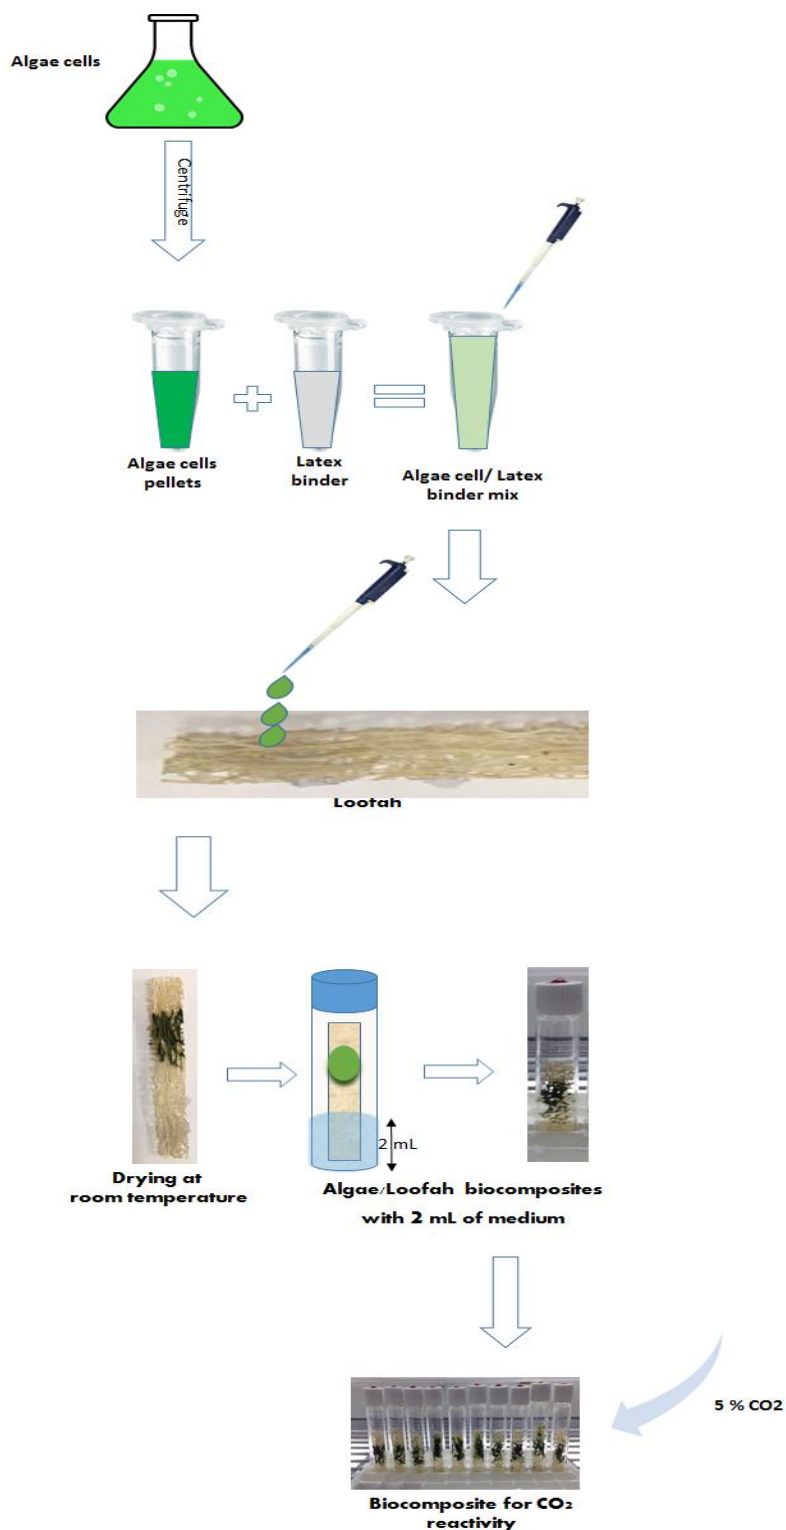 Algae cells
Centrifuge
Algae cells
pellets
Latex
binder
Algae cell/ Latex
binder mix
Loofah
2 mL
Drying at
room temperature
Algae/Loofah biocomposites
with 2 mL of medium
5 % CO2
Biocomposite for CO₂
reactivity